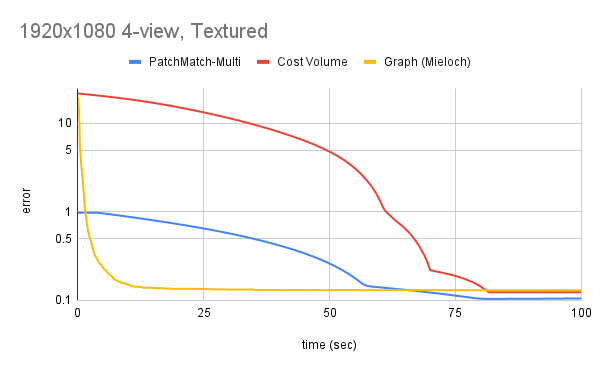 1920x1080 4-view, Textured
PatchMatch-Multi Cost Volume Graph (Mieloch)
10
5
1
0.5
0.1
error
0 25 50 75 100
time (sec)